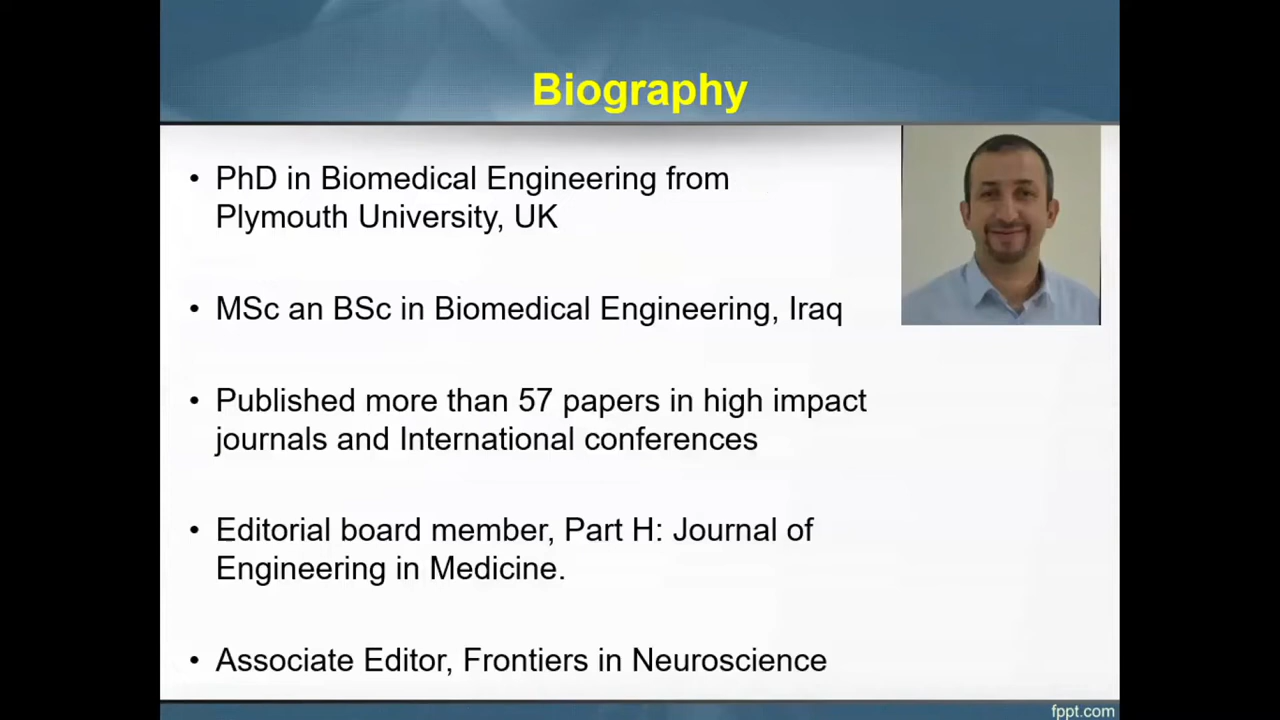 Biography
• PhD in Biomedical Engineering from
Plymouth University, UK
• MSc an BSc in Biomedical Engineering, Iraq
• Published more than 57 papers in high impact
journals and International conferences
• Editorial board member, Part H: Journal of
Engineering in Medicine.
• Associate Editor, Frontiers in Neuroscience
fppt.com